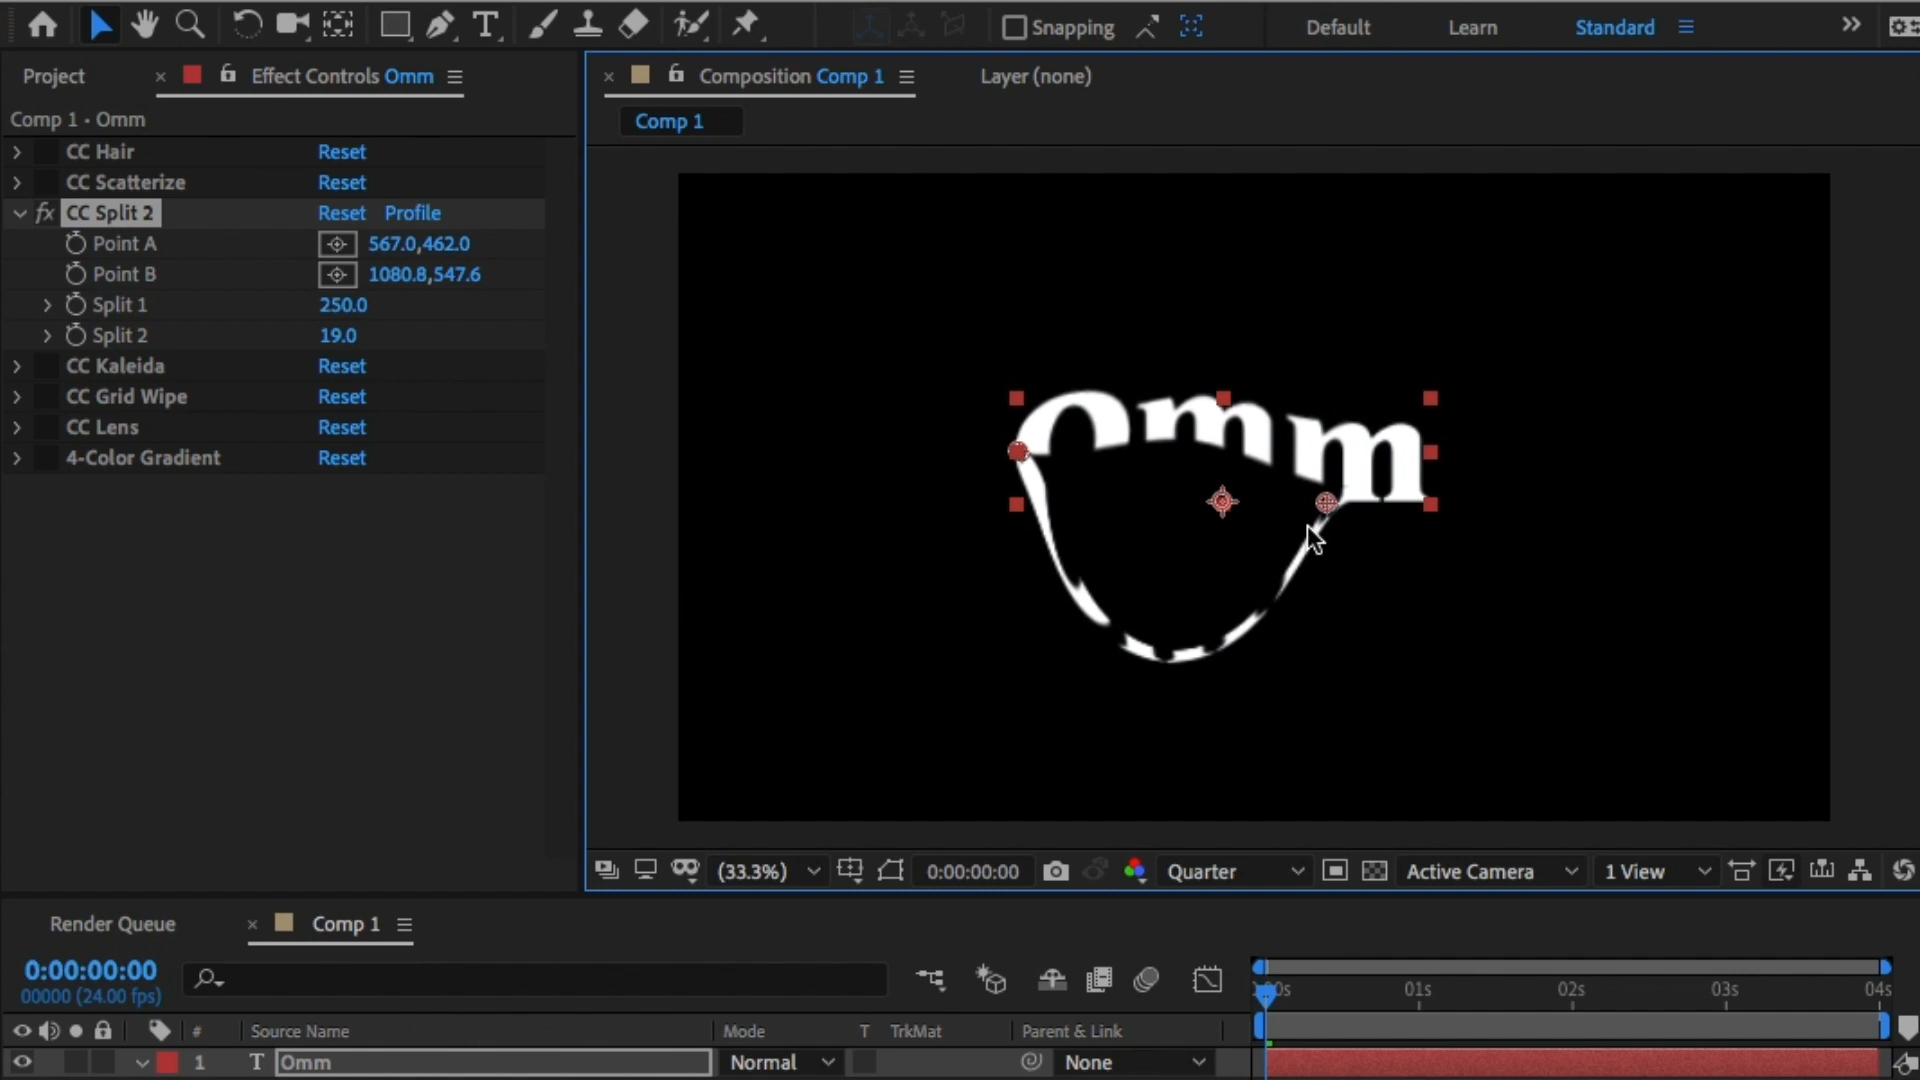 Snapping
Default
Learn
Standard
Project
Effect Controls Omm
Composition Comp 1
Layer (none)
Comp 1 • Omm
Comp 1
CC Hair Reset
CC Scatterize Reset
fx CC Split 2 Reset Profile
Point A 567.0,462.0
Point B 1080.8,547.6
Split 1 250.0
Split 2 19.0
CC Kaleida Reset
CC Grid Wipe Reset
CC Lens Reset
4-Color Gradient Reset
Omm
(33.3%) 0:00:00:00 Quarter Active Camera 1 View
Render Queue Comp 1
0:00:00:00
00000 (24.00 fps)
01s 02s 03s 04s
# Source Name Mode T TrkMat Parent & Link
1 T Omm Normal None